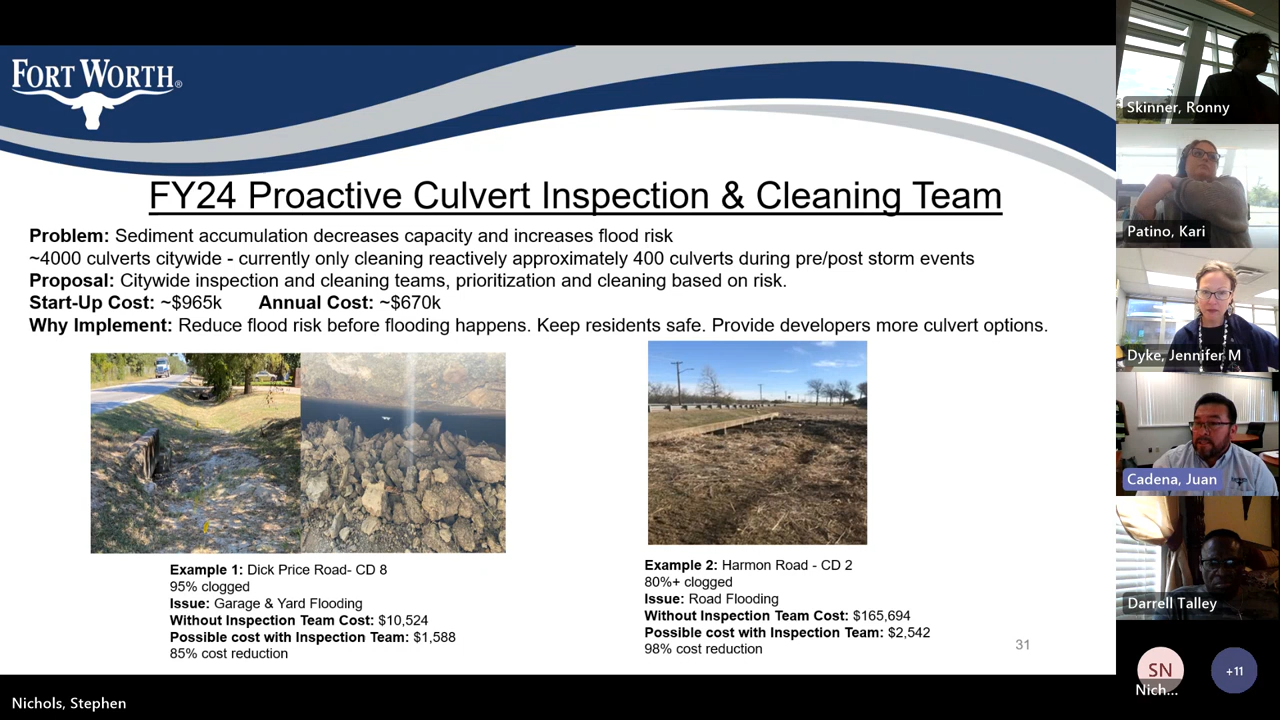 FORT WORTH®
FY24 Proactive Culvert Inspection & Cleaning Team
Problem: Sediment accumulation decreases capacity and increases flood risk
~4000 culverts citywide - currently only cleaning reactively approximately 400 culverts during pre/post storm events
Proposal: Citywide inspection and cleaning teams, prioritization and cleaning based on risk.
Start-Up Cost: ~$965k Annual Cost: ~$670k
Why Implement: Reduce flood risk before flooding happens. Keep residents safe. Provide developers more culvert options.
Example 1: Dick Price Road- CD 8
95% clogged
Issue: Garage & Yard Flooding
Without Inspection Team Cost: $10,524
Possible cost with Inspection Team: $1,588
85% cost reduction
Example 2: Harmon Road - CD 2
80%+ clogged
Issue: Road Flooding
Without Inspection Team Cost: $165,694
Possible cost with Inspection Team: $2,542
98% cost reduction
31
Skinner, Ronny
Patino, Kari
Dyke, Jennifer M
Cadena, Juan
Darrell Talley
SN
Nich...
+11
Nichols, Stephen